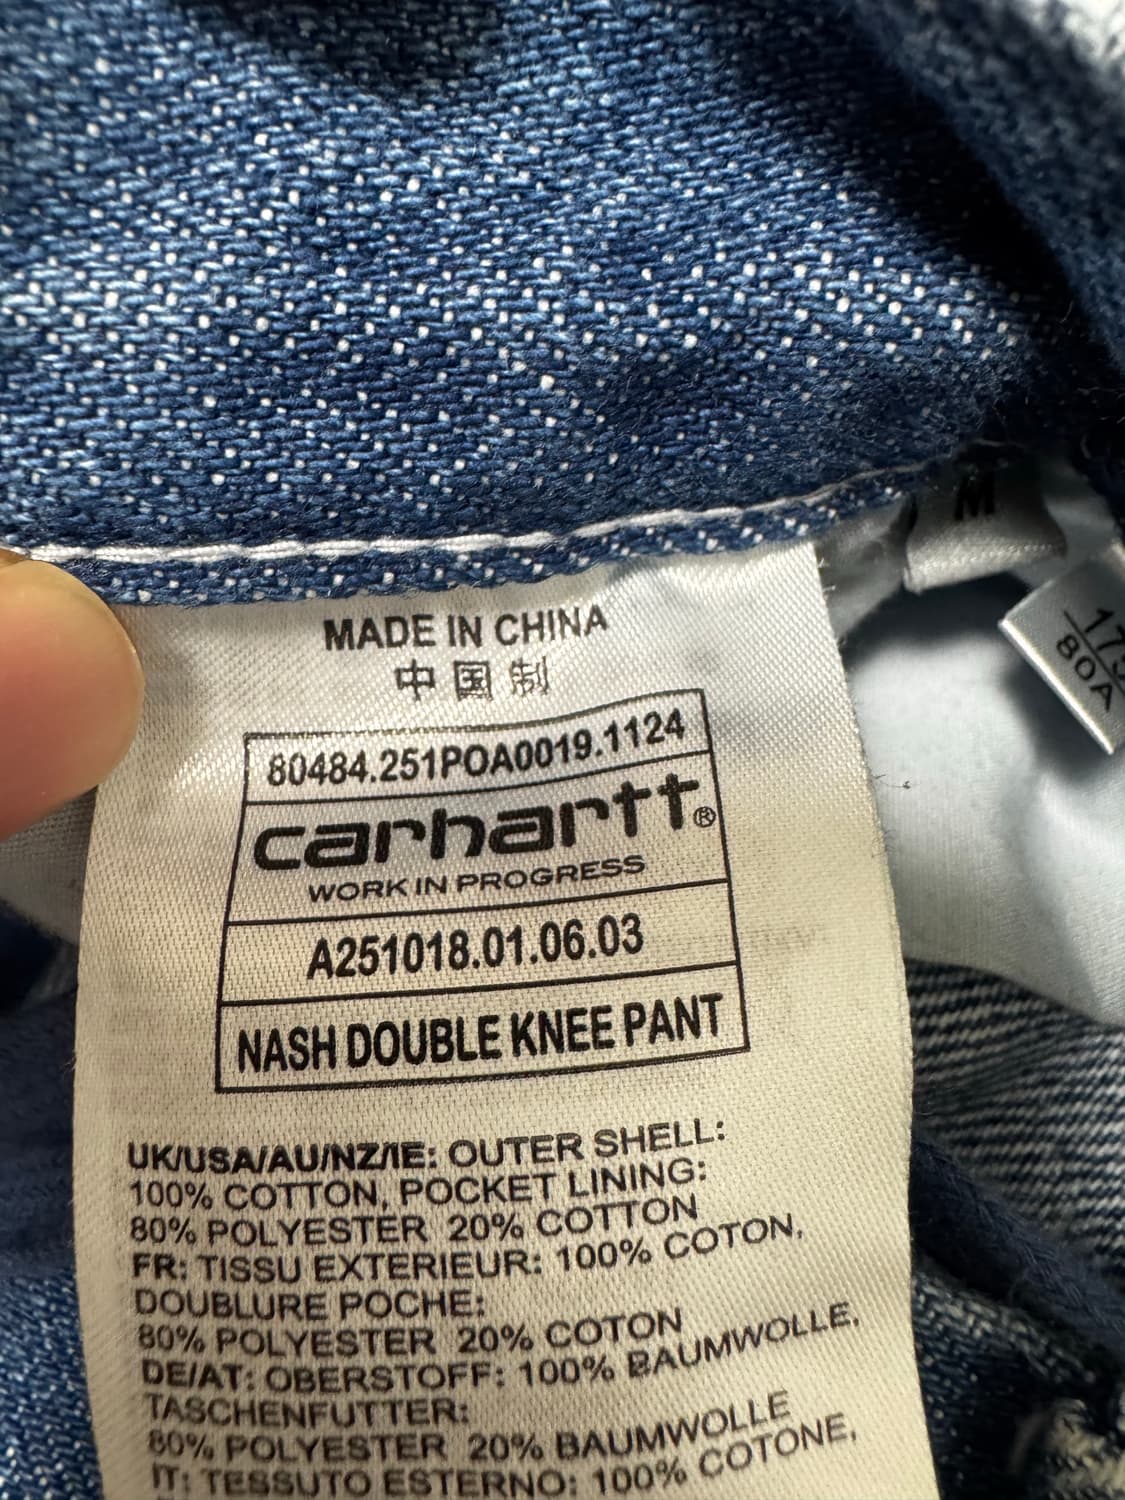 M
MADE IN CHINA
中国制
80484.251POA0019.1124
carhartt®
WORK IN PROGRESS
A251018.01.06.03
NASH DOUBLE KNEE PANT
UK/USA/AU/NZ/IE: OUTER SHELL:
100% COTTON, POCKET LINING:
80% POLYESTER 20% COTTON
FR: TISSU EXTERIEUR: 100% COTON,
DOUBLURE POCHE:
80% POLYESTER 20% COTON
DE/AT: OBERSTOFF: 100% BAUMWOLLE,
TASCHENFUTTER:
80% POLYESTER 20% BAUMWOLLE
IT: TESSUTO ESTERNO: 100% COTONE,
80A